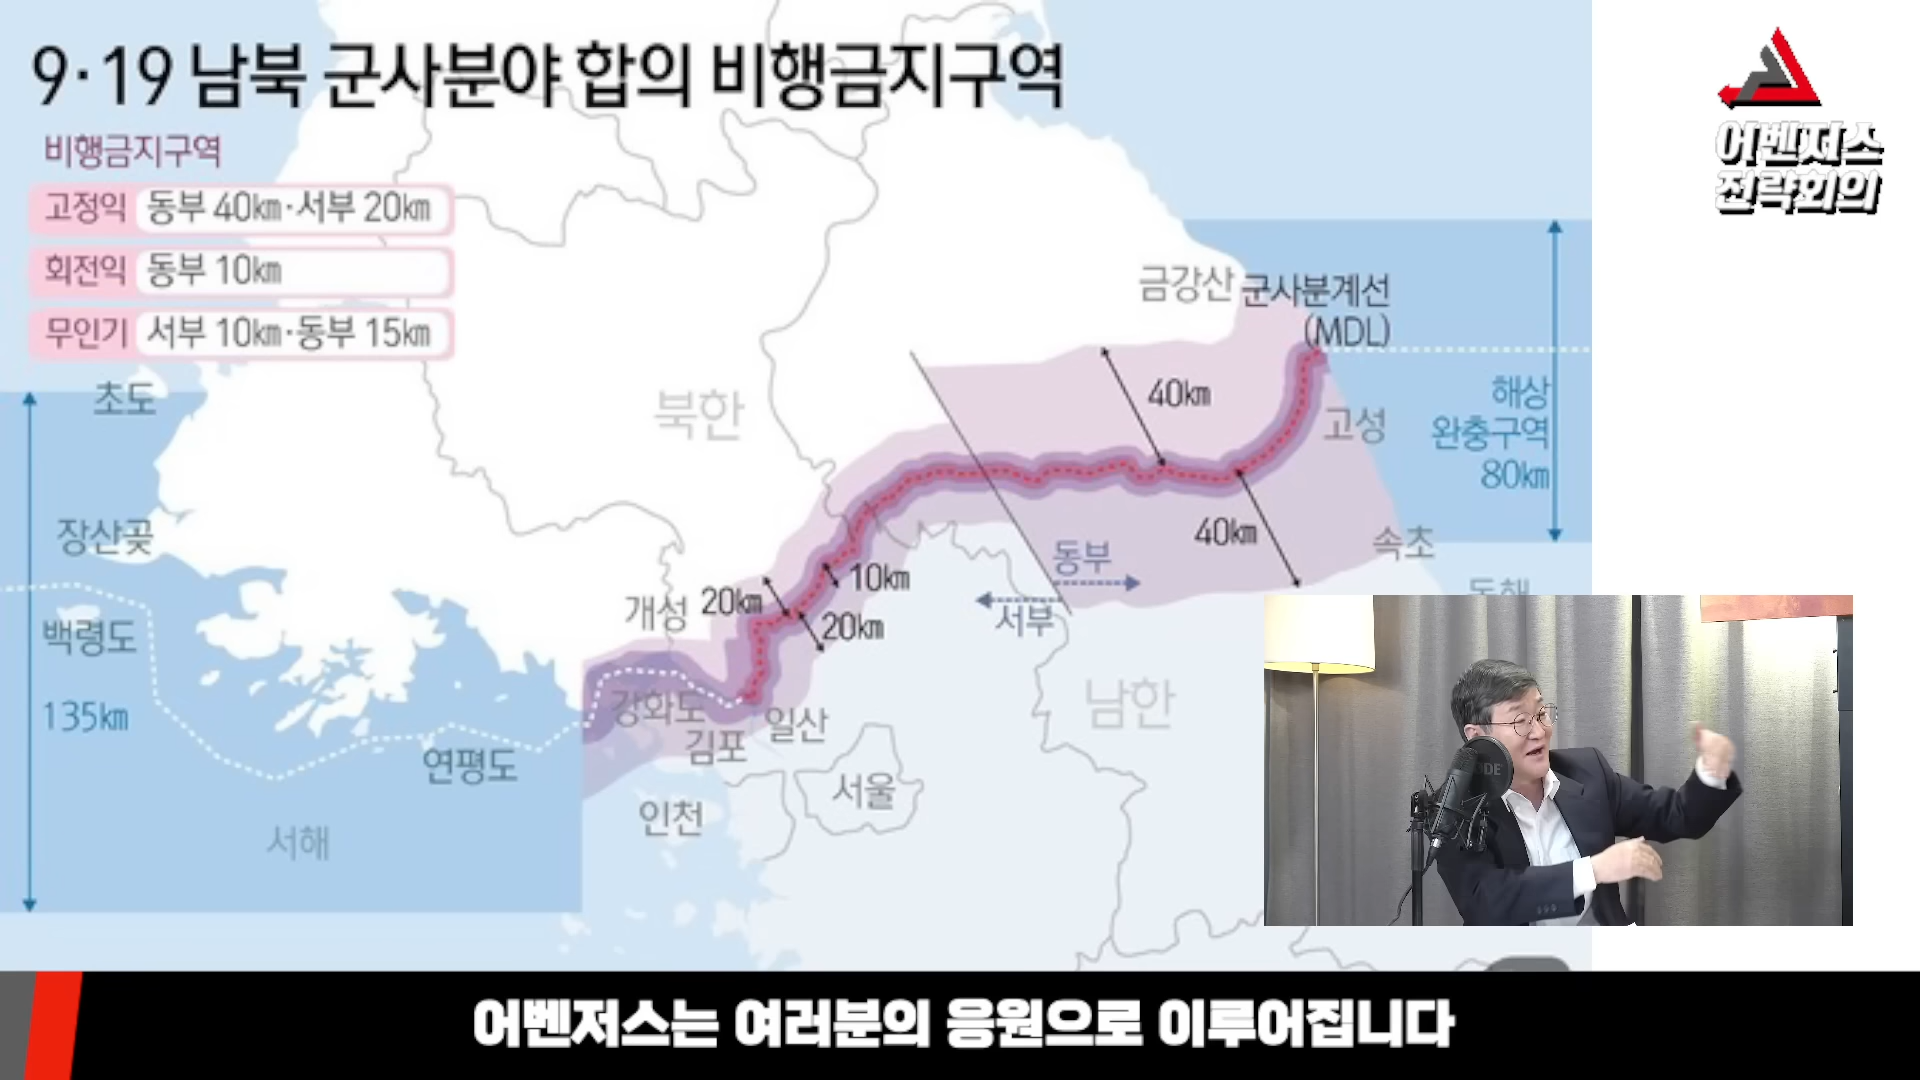 9·19 남북 군사분야 합의 비행금지구역
비행금지구역
고정익 동부 40㎞·서부 20㎞
회전익 동부 10㎞
무인기 서부 10㎞·동부 15㎞
어벤저스
전략회의
금강산
군사분계선
(MDL)
초도
북한
40㎞
고성
해상
완충구역
80㎞
장산곶
40㎞
속초
동해
동부
서부
개성
20㎞
10㎞
20㎞
백령도
135㎞
강화도
일산
김포
남한
연평도
서울
인천
서해
어벤저스는 여러분의 응원으로 이루어집니다